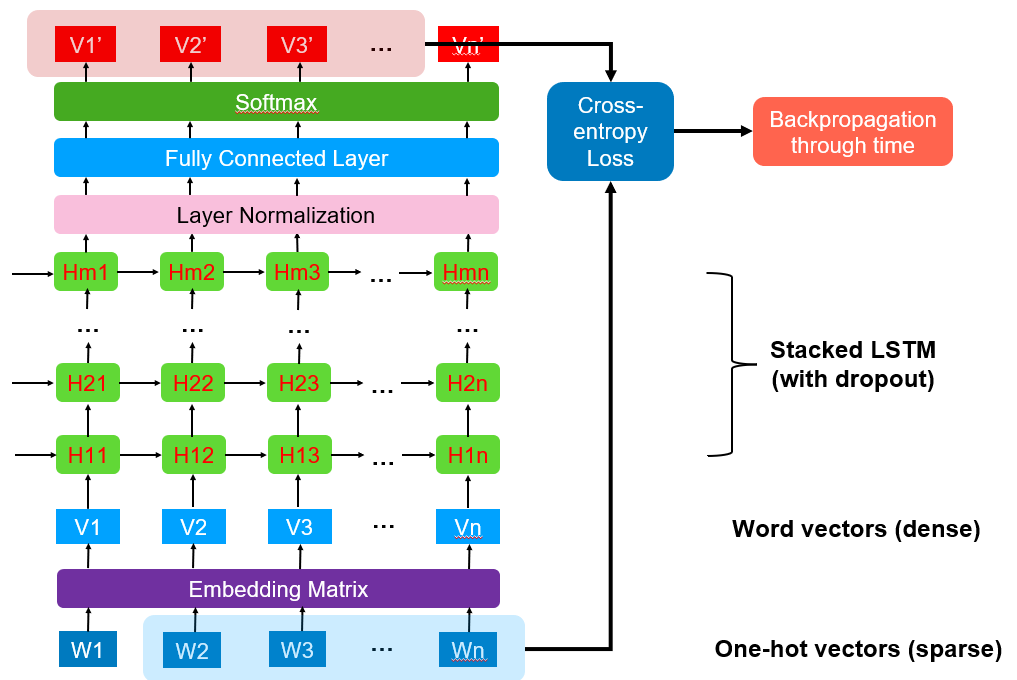 V1’ V2’ V3’ ... Vn’
Softmax
Cross-
entropy
Loss
Backpropagation
through time
Fully Connected Layer
Layer Normalization
Hm1 Hm2 Hm3 ... Hmn
... ... ... ...
Stacked LSTM
(with dropout)
H21 H22 H23 ... H2n
H11 H12 H13 ... H1n
V1 V2 V3 ... Vn
Word vectors (dense)
Embedding Matrix
W1 W2 W3 ... Wn
One-hot vectors (sparse)